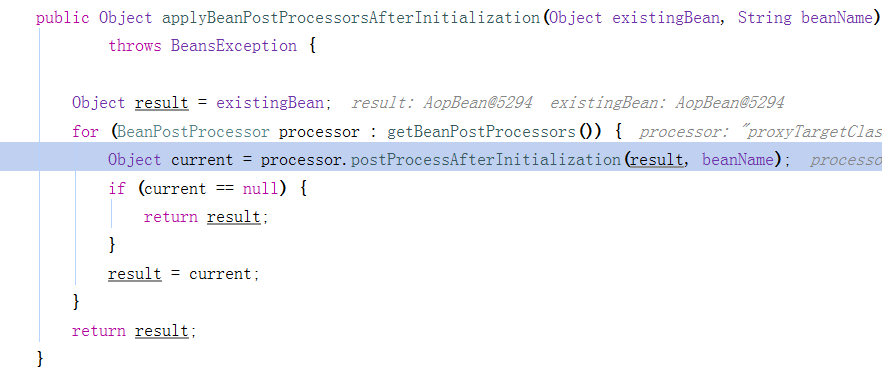 public Object applyBeanPostProcessorsAfterInitialization(Object existingBean, String beanName)
throws BeansException {
Object result = existingBean; result: AopBean@5294 existingBean: AopBean@5294
for (BeanPostProcessor processor : getBeanPostProcessors()) { processor: "proxyTargetClas
Object current = processor.postProcessAfterInitialization(result, beanName); processo
if (current == null) {
return result;
}
result = current;
}
return result;
}